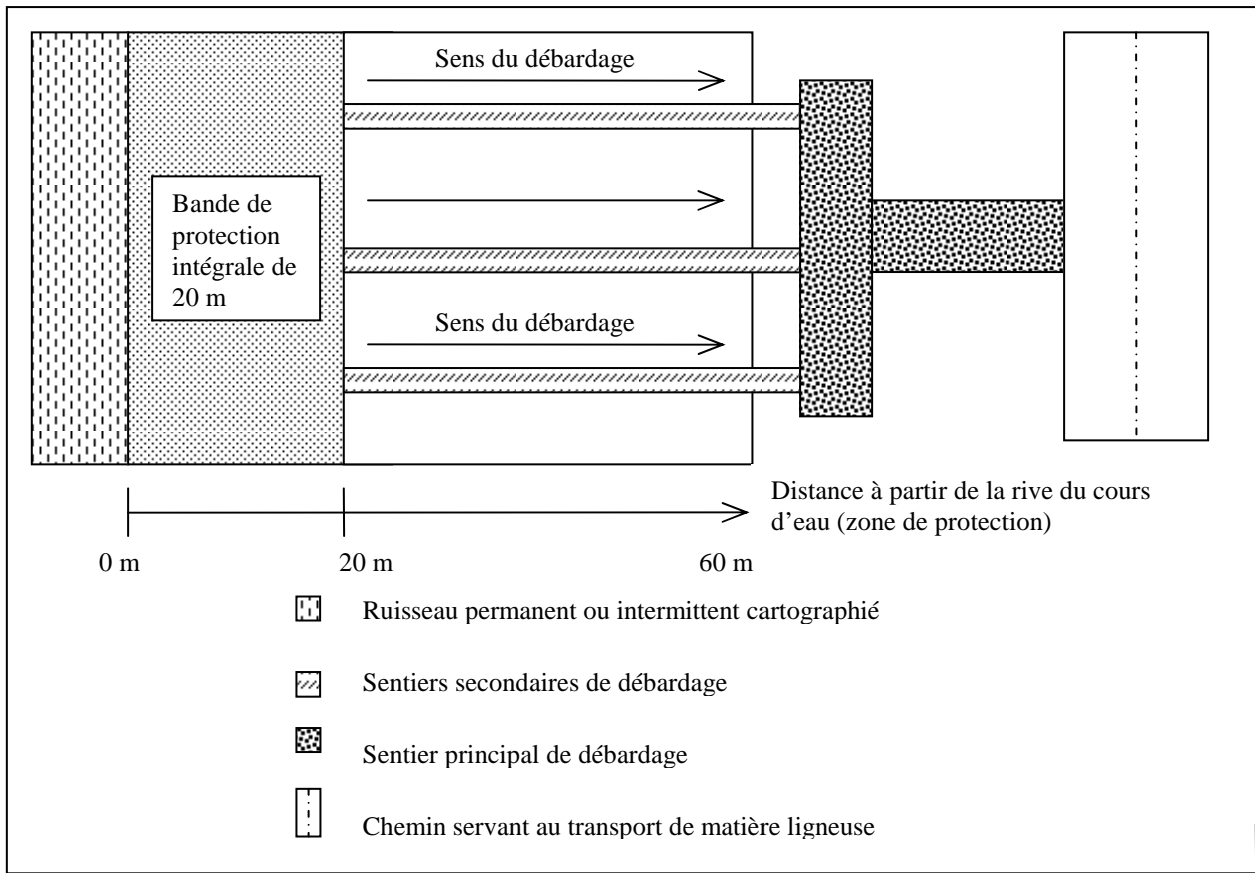 Sens du débardage
Bande de
protection
intégrale de
20 m
Sens du débardage
Distance à partir de la rive du cours
d'eau (zone de protection)
0 m
20 m
60 m
Ruisseau permanent ou intermittent cartographié
Sentiers secondaires de débardage
Sentier principal de débardage
Chemin servant au transport de matière ligneuse